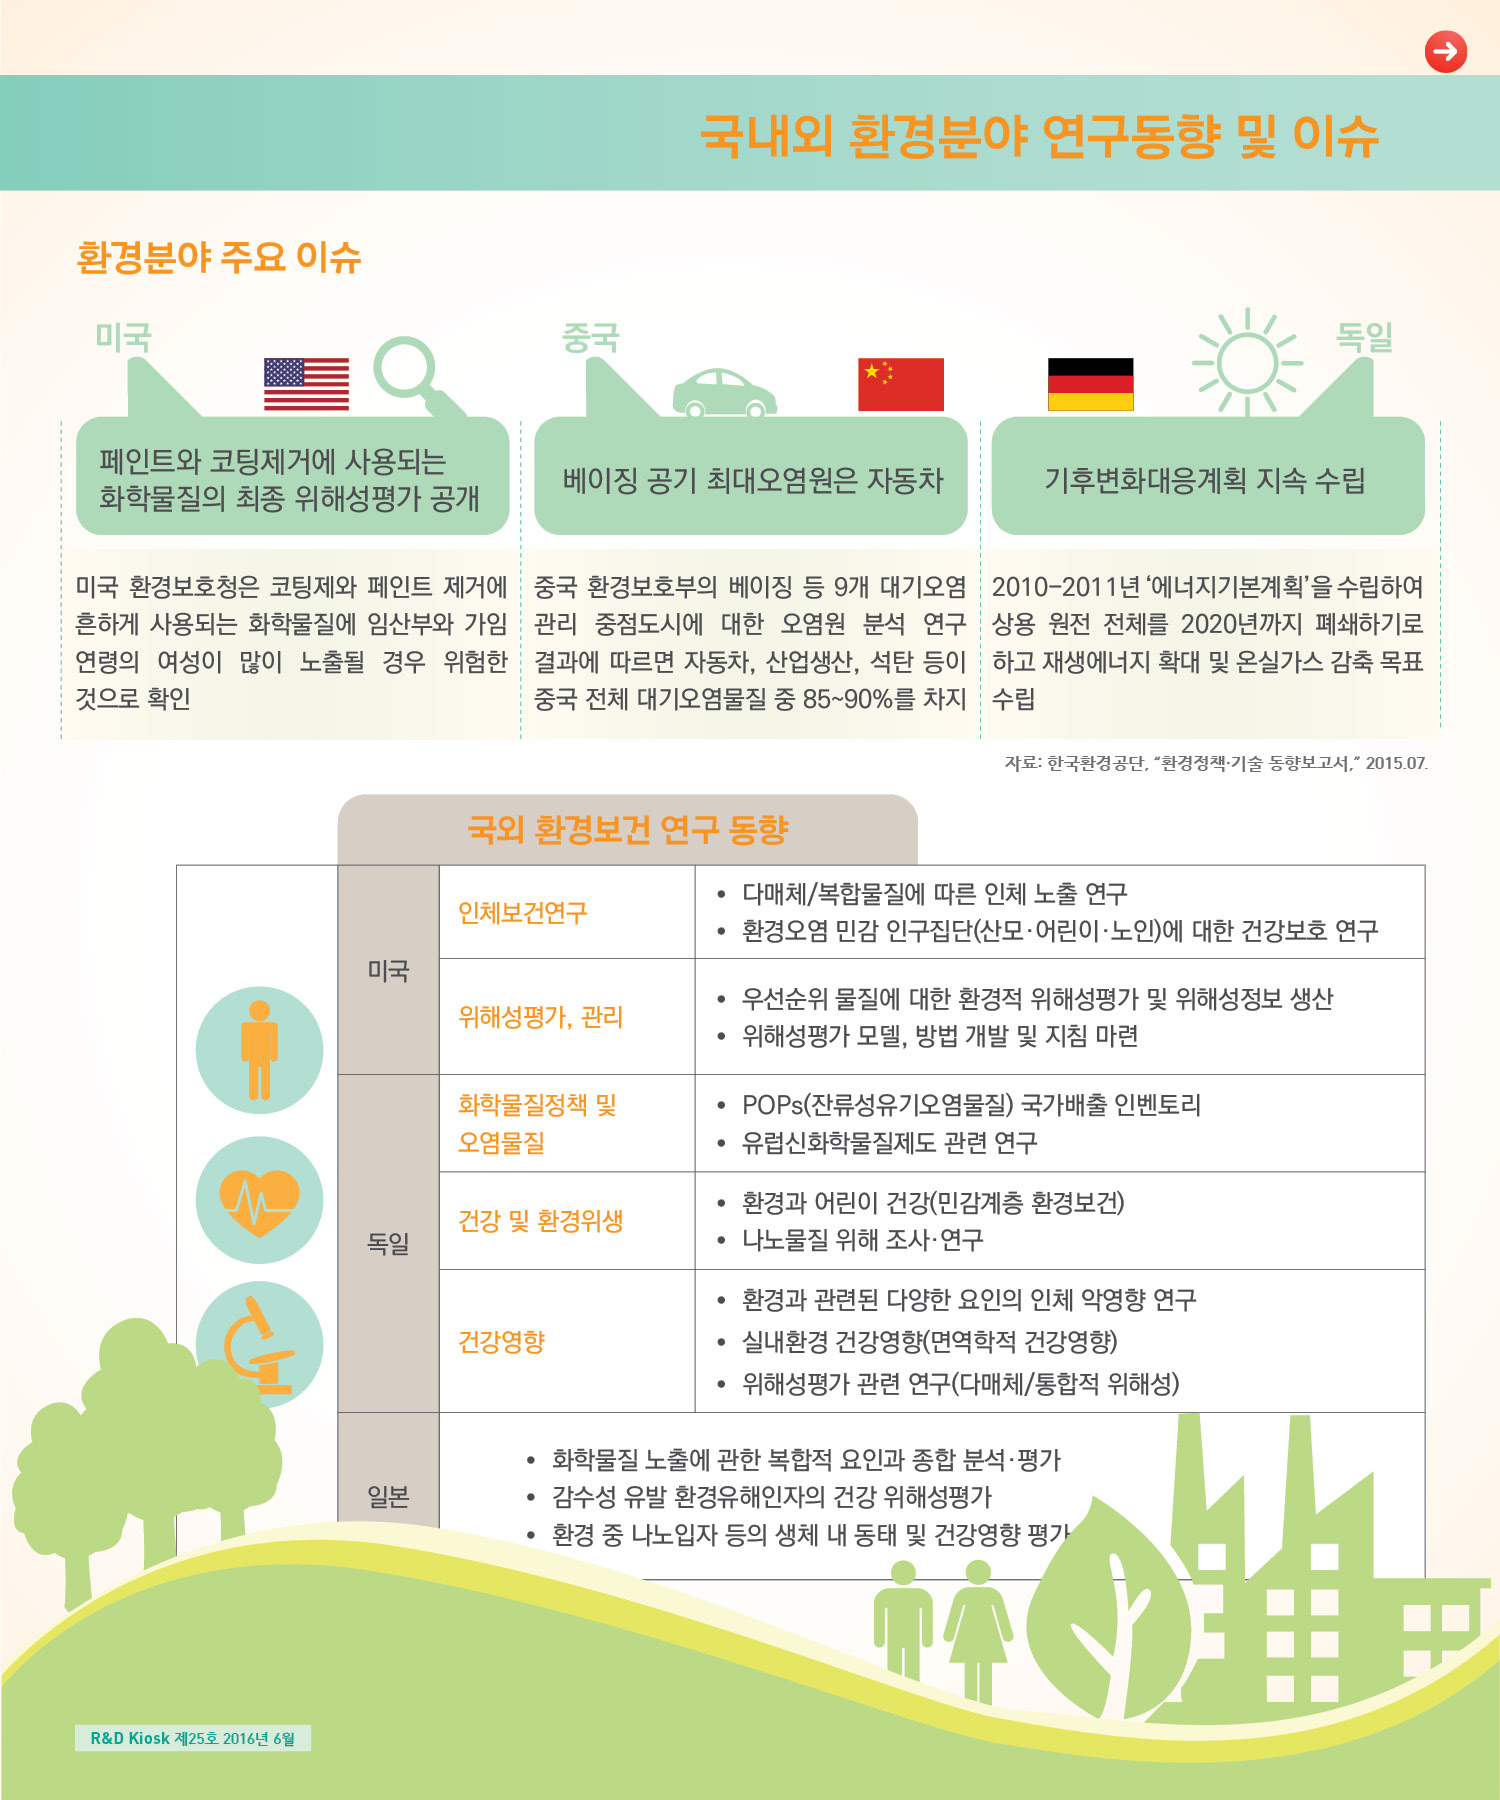 국내외 환경분야 연구동향 및 이슈
환경분야 주요 이슈
미국
페인트와 코팅제거에 사용되는
화학물질의 최종 위해성평가 공개
미국 환경보호청은 코팅제와 페인트 제거에
흔하게 사용되는 화학물질에 임산부와 가임
연령의 여성이 많이 노출될 경우 위험한
것으로 확인
중국
베이징 공기 최대오염원은 자동차
중국 환경보호부의 베이징 등 9개 대기오염
관리 중점도시에 대한 오염원 분석 연구
결과에 따르면 자동차, 산업생산, 석탄 등이
중국 전체 대기오염물질 중 85~90%를 차지
독일
기후변화대응계획 지속 수립
2010-2011년 ‘에너지기본계획’을 수립하여
상용 원전 전체를 2020년까지 폐쇄하기로
하고 재생에너지 확대 및 온실가스 감축 목표
수립
자료: 한국환경공단, “환경정책·기술 동향보고서,” 2015.07.
국외 환경보건 연구 동향
미국
인체보건연구
• 다매체/복합물질에 따른 인체 노출 연구
• 환경오염 민감 인구집단(산모·어린이·노인)에 대한 건강보호 연구
위해성평가, 관리
• 우선순위 물질에 대한 환경적 위해성평가 및 위해성정보 생산
• 위해성평가 모델, 방법 개발 및 지침 마련
독일
화학물질정책 및
오염물질
• POPs(잔류성유기오염물질) 국가배출 인벤토리
• 유럽신화학물질제도 관련 연구
건강 및 환경위생
• 환경과 어린이 건강(민감계층 환경보건)
• 나노물질 위해 조사·연구
건강영향
• 환경과 관련된 다양한 요인의 인체 악영향 연구
• 실내환경 건강영향(면역학적 건강영향)
• 위해성평가 관련 연구(다매체/통합적 위해성)
일본
• 화학물질 노출에 관한 복합적 요인과 종합 분석·평가
• 감수성 유발 환경유해인자의 건강 위해성평가
• 환경 중 나노입자 등의 생체 내 동태 및 건강영향 평가
R&D Kiosk 제25호 2016년 6월